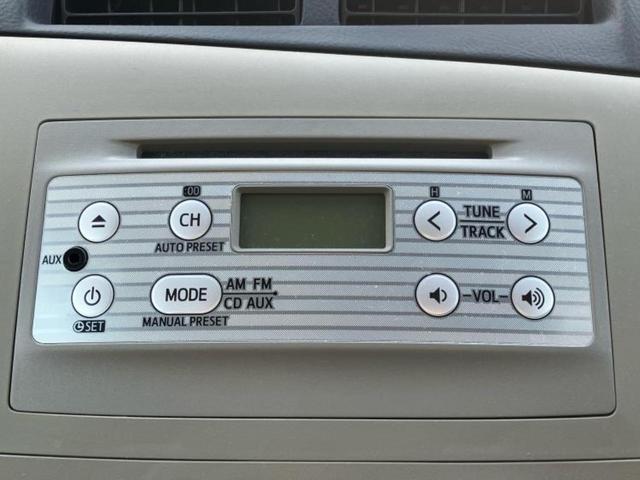 :00
H
M
CH
TUNE
TRACK
AUTO PRESET
AUX
MODE
AM FM
CD AUX
-VOL-
SET
MANUAL PRESET